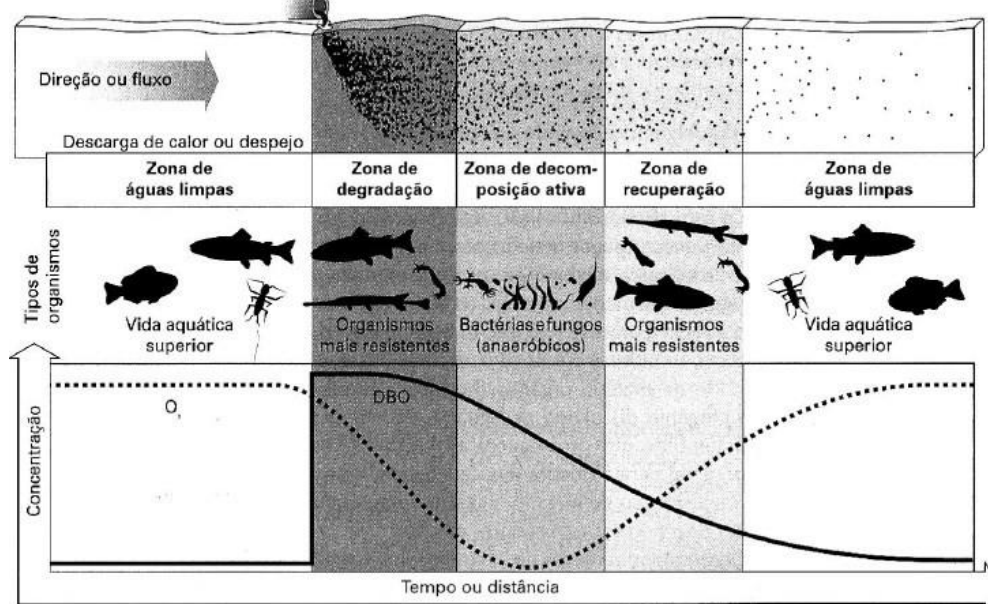 Direção ou fluxo
Descarga de calor ou despejo
Zona de
águas limpas
Zona de
degradação
Zona de decom-
posição ativa
Zona de
recuperação
Zona de
águas limpas
Tipos de
organismos
Vida aquática
superior
Organismos
mais resistentes
Bactérias e fungos
(anaeróbicos)
Organismos
mais resistentes
Vida aquática
superior
Concentração
O
DBO
Tempo ou distância